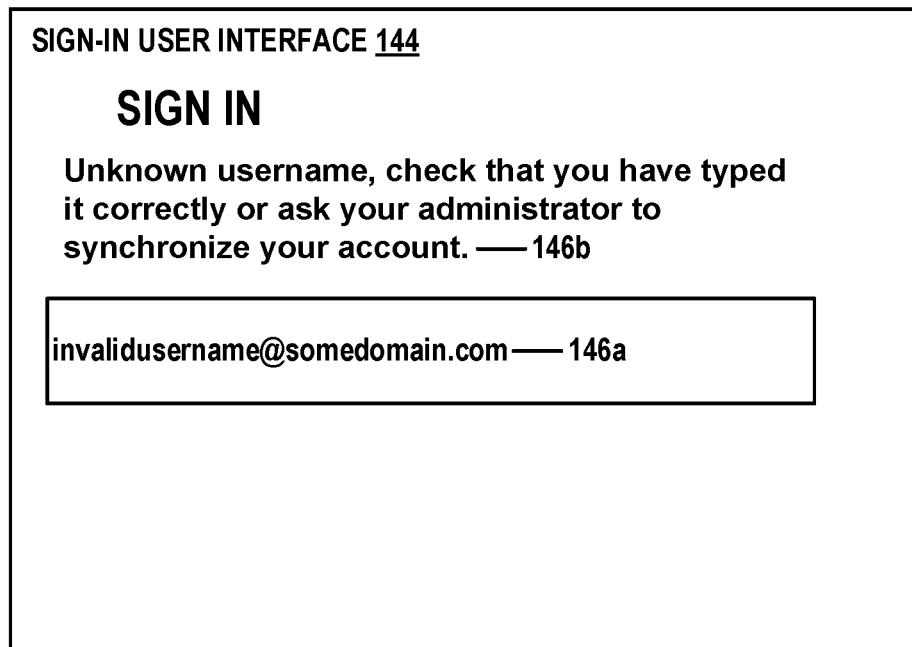 SIGN-IN USER INTERFACE 144
SIGN IN
Unknown username, check that you have typed
it correctly or ask your administrator to
synchronize your account. — 146b
invalidusername@somedomain.com — 146a